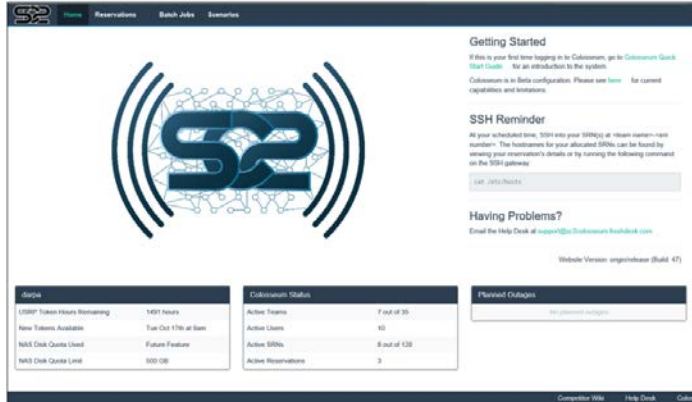 SC2 Home Reservations Batch Jobs Scenarios
SC2
Getting Started
If this is your first time logging in to Colosseum, go to Colosseum Quick
Start Guide for an introduction to the system.
Colosseum is in Beta configuration. Please see here for current
capabilities and limitations.
SSH Reminder
At your scheduled time, SSH into your SRN(s) at <team name>-<srn
number>. The hostnames for your allocated SRNs can be found by
viewing your reservation's details or by running the following command
on the SSH gateway:
cat /etc/hosts
Having Problems?
Email the Help Desk at
Website Version: origin/release (Build: 47)
darpa
USRP Token Hours Remaining 1491 hours
New Tokens Available Tue Oct 17th at 9am
NAS Disk Quota Used Future Feature
NAS Disk Quota Limit 500 GB
Colosseum Status
Active Teams 7 out of 35
Active Users 10
Active SRNs 8 out of 128
Active Reservations 3
Planned Outages
No planned outages
Competitor Wiki Help Desk Colo